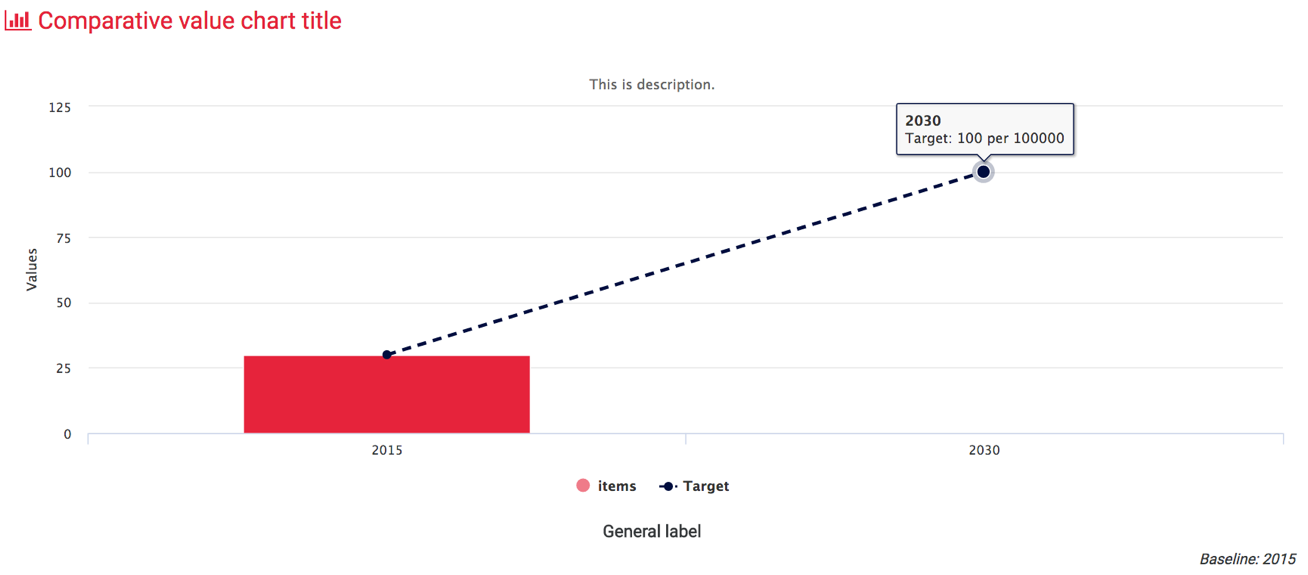 Comparative value chart title
This is description.
125
2030
Target: 100 per 100000
100
75
Values
50
25
0
2015
2030
items
Target
General label
Baseline: 2015